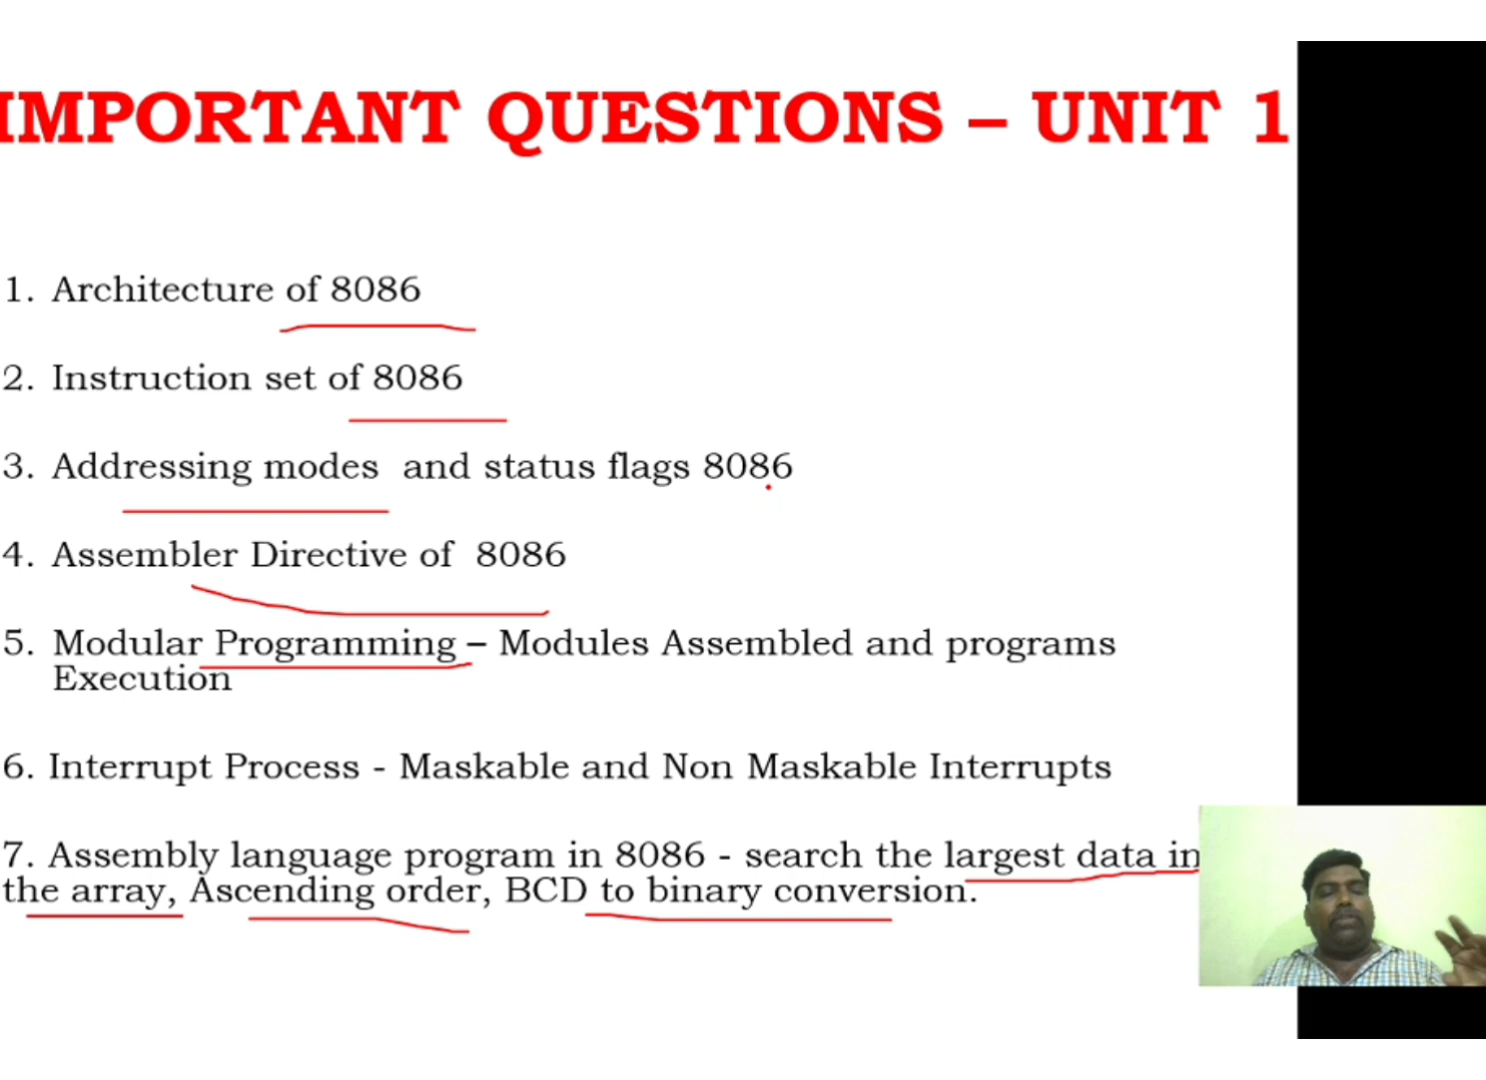 IMPORTANT QUESTIONS – UNIT 1
1. Architecture of 8086
2. Instruction set of 8086
3. Addressing modes and status flags 8086
4. Assembler Directive of 8086
5. Modular Programming – Modules Assembled and programs
Execution
6. Interrupt Process - Maskable and Non Maskable Interrupts
7. Assembly language program in 8086 - search the largest data in
the array, Ascending order, BCD to binary conversion.